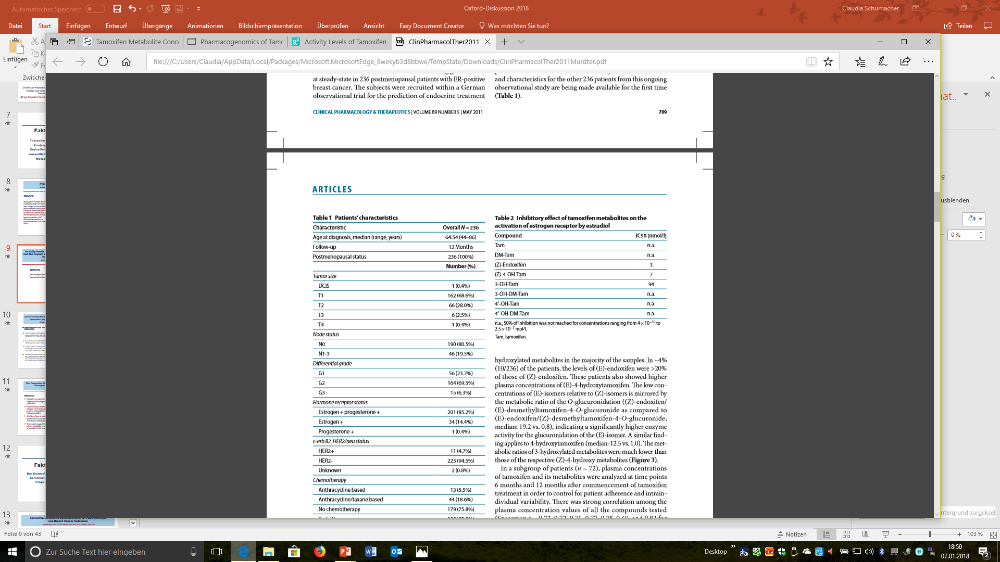 Automatisches Speichern
Oxford-Diskussion 2018
Claudia Schumacher
Datei
Start
Einfügen
Entwurf
Übergänge
Animationen
Bildschirmpräsentation
Überprüfen
Ansicht
Easy Document Creator
Was möchten Sie tun?
Teilen
Einfügen
Zwischer
Tamoxifen Metabolite Conc
Pharmacogenomics of Tamo
Activity Levels of Tamoxifen
ClinPharmacolTher2011
file:///C:/Users/Claudia/AppData/Local/Packages/Microsoft.MicrosoftEdge_8wekyb3d8bbwe/TempState/Downloads/ClinPharmacolTher2011Murdter.pdf
at steady-state in 236 postmenopausal patients with ER-positive
breast cancer. The subjects were recruited within a German
observational trial for the prediction of endocrine treatment
and characteristics for the other 236 patients from this ongoing
observational study are being made available for the first time
(Table 1).
CLINICAL PHARMACOLOGY & THERAPEUTICS | VOLUME 89 NUMBER 5 | MAY 2011
709
ARTICLES
Table 1 Patients' characteristics
Characteristic Overall N = 236
Age at diagnosis, median (range, years) 64.54 (44–86)
Follow-up 12 Months
Postmenopausal status 236 (100%)
Number (%)
Tumor size
DCIS 1 (0.4%)
T1 162 (68.6%)
T2 66 (28.0%)
T3 6 (2.5%)
T4 1 (0.4%)
Node status
N0 190 (80.5%)
N1-3 46 (19.5%)
Differential grade
G1 56 (23.7%)
G2 164 (69.5%)
G3 15 (6.3%)
Hormone receptor status
Estrogen + progesterone + 201 (85.2%)
Estrogen + 34 (14.4%)
Progesterone + 1 (0.4%)
c-erb B2, HER2/neu status
HER2+ 11 (4.7%)
HER2- 223 (94.5%)
Unknown 2 (0.8%)
Chemotherapy
Anthracycline based 13 (5.5%)
Anthracycline/taxane based 44 (18.6%)
No chemotherapy 179 (75.8%)
Table 2 Inhibitory effect of tamoxifen metabolites on the
activation of estrogen receptor by estradiol
Compound IC50 (nmol/l)
Tam n.a.
DM-Tam n.a.
(Z)-Endoxifen 3
(Z)-4-OH-Tam 7
3-OH-Tam 94
3-OH-DM-Tam n.a.
4′-OH-Tam n.a.
4′-OH-DM-Tam n.a.
n.a., 50% of inhibition was not reached for concentrations ranging from 4 × 10⁻¹⁰ to
2.5 × 10⁻⁷ mol/l.
Tam, tamoxifen.
hydroxylated metabolites in the majority of the samples. In ~4%
(10/236) of the patients, the levels of (E)-endoxifen were >20%
of those of (Z)-endoxifen. These patients also showed higher
plasma concentrations of (E)-4-hydroxytamoxifen. The low con-
centrations of (E)-isomers relative to (Z)-isomers is mirrored by
the metabolic ratio of the O-glucuronidation ((Z)-endoxifen/
(E)-desmethyltamoxifen-4-O-glucuronide as compared to
(E)-endoxifen/(Z)-desmethyltamoxifen-4-O-glucuronide;
median: 19.2 vs. 0.8), indicating a significantly higher enzyme
activity for the glucuronidation of the (E)-isomer. A similar find-
ing applies to 4-hydroxytamoxifen (median: 12.5 vs. 1.0). The met-
abolic ratios of 3-hydroxylated metabolites were much lower than
those of the respective (Z)-4-hydroxy metabolites (Figure 3).
In a subgroup of patients (n = 72), plasma concentrations
of tamoxifen and its metabolites were analyzed at time points
6 months and 12 months after commencement of tamoxifen
treatment in order to control for patient adherence and intrain-
dividual variability. There was strong correlation among the
plasma concentration values of all the compounds tested
7
8
9
10
11
12
13
RESULTS:
Tamoxifen Metabolite Concentrations, CYP2D6 Genotype
and Breast Cancer Outcomes
usblenden
0 %
ntergrund zurückset
Folie 9 von 43
Notizen
103 %
Zur Suche Text hier eingeben
Desktop
18:50
07.01.2018
2